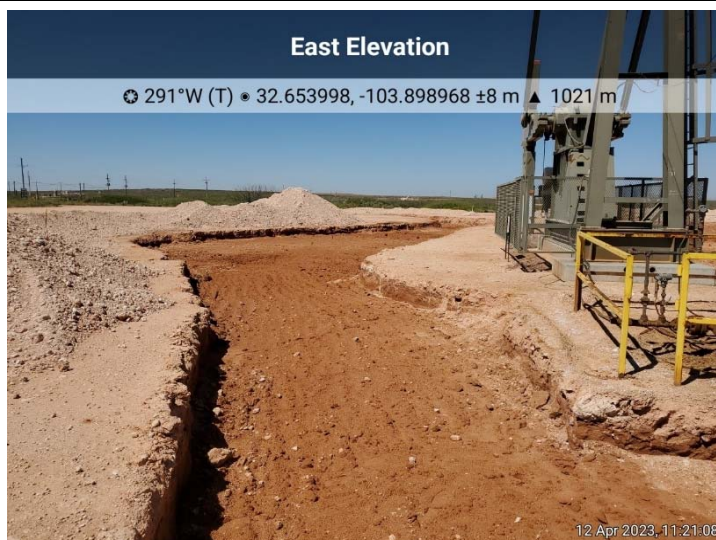 East Elevation
291°W (T) ● 32.653998, -103.898968 ±8 m ▲ 1021 m
12 Apr 2023, 11:21:08